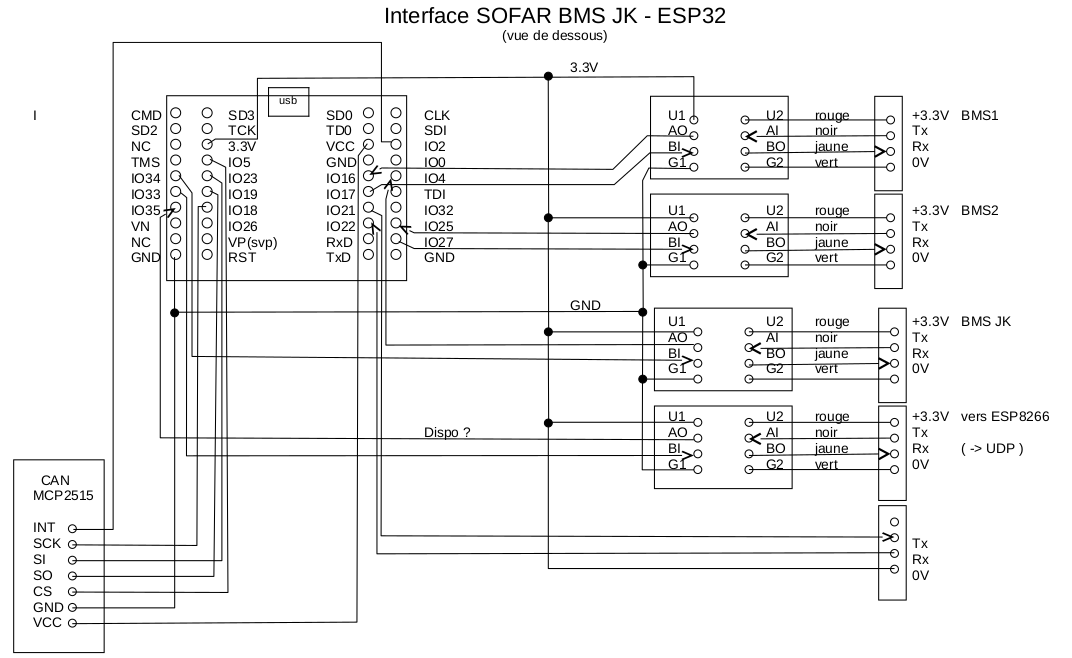 Interface SOFAR BMS JK - ESP32
(vue de dessous)
3.3V
usb
I
CMD SD3 SD0 CLK
SD2 TCK TD0 SDI
NC 3.3V VCC IO2
TMS IO5 GND IO0
IO34 IO23 IO16 IO4
IO33 IO19 IO17 TDI
IO35 IO18 IO21 IO32
VN IO26 IO22 IO25
NC VP(svp) RxD IO27
GND RST TxD GND
U1 U2 rouge +3.3V BMS1
AO AI noir Tx
BI BO jaune Rx
G1 G2 vert 0V
U1 U2 rouge +3.3V BMS2
AO AI noir Tx
BI BO jaune Rx
G1 G2 vert 0V
GND
U1 U2 rouge +3.3V BMS JK
AO AI noir Tx
BI BO jaune Rx
G1 G2 vert 0V
U1 U2 rouge +3.3V vers ESP8266
Dispo ? AO AI noir Tx
BI BO jaune Rx ( -> UDP )
G1 G2 vert 0V
CAN
MCP2515
INT
SCK
SI
SO
CS
GND
VCC
Tx
Rx
0V